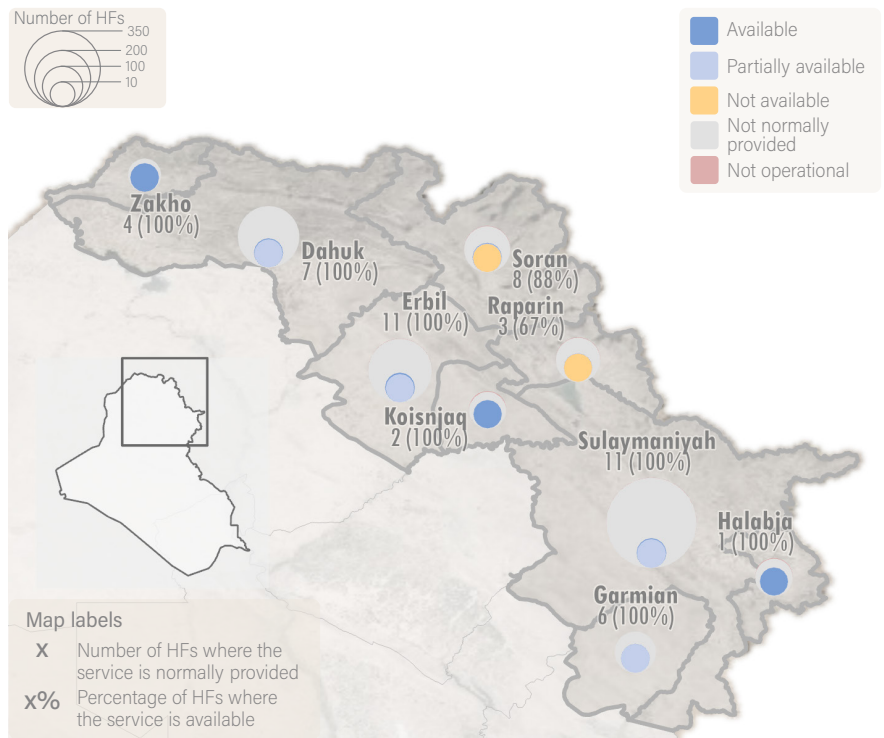 Number of HFs
350
200
100
10
Available
Partially available
Not available
Not normally
provided
Not operational
Zakho
4 (100%)
Dahuk
7 (100%)
Soran
8 (88%)
Erbil
11 (100%)
Raparin
3 (67%)
Koisnjaq
2 (100%)
Sulaymaniyah
11 (100%)
Halabja
1 (100%)
Garmian
6 (100%)
Map labels
X Number of HFs where the
service is normally provided
x% Percentage of HFs where
the service is available